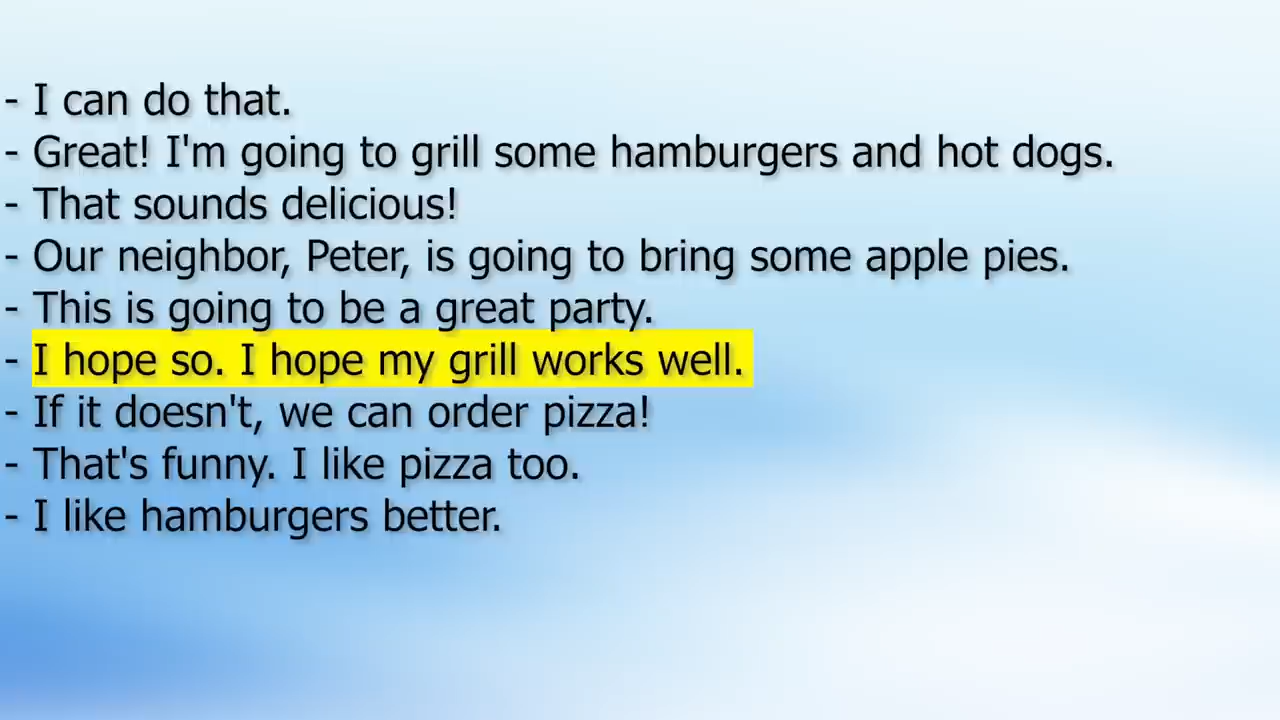 - I can do that.
- Great! I'm going to grill some hamburgers and hot dogs.
- That sounds delicious!
- Our neighbor, Peter, is going to bring some apple pies.
- This is going to be a great party.
- I hope so. I hope my grill works well.
- If it doesn't, we can order pizza!
- That's funny. I like pizza too.
- I like hamburgers better.